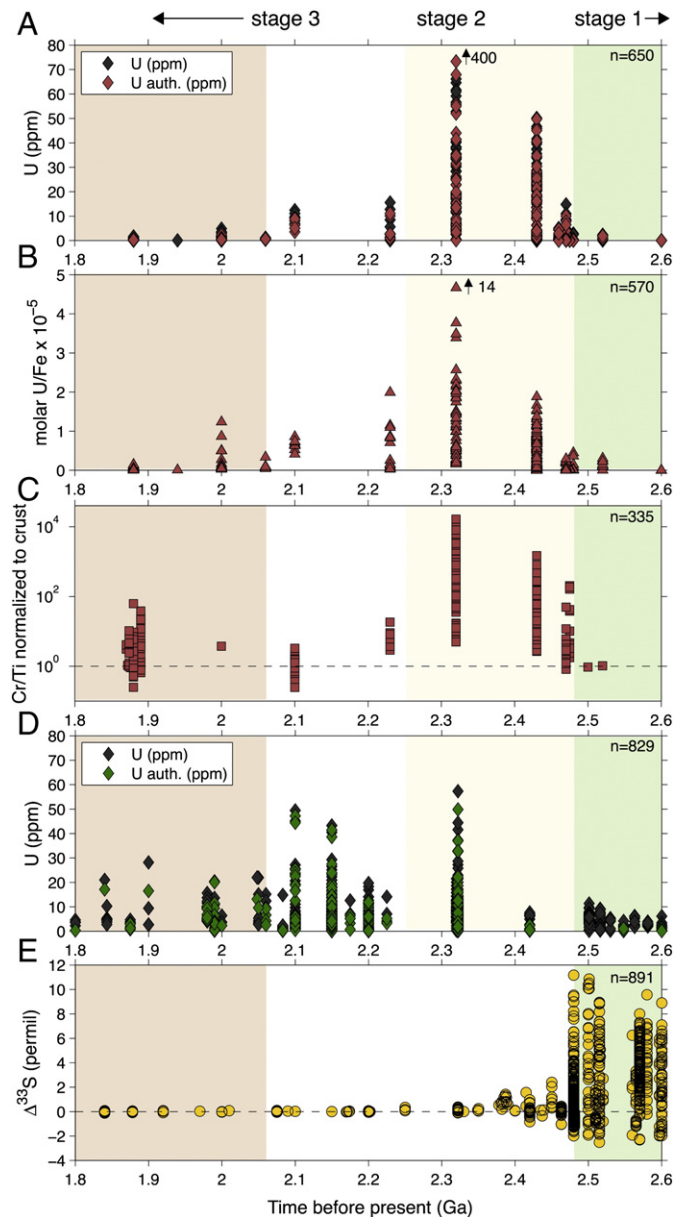 stage 3 stage 2 stage 1
A
80
70
60
50
40
30
20
10
0
U (ppm)
U (ppm)
U auth. (ppm)
400
n=650
1.8 1.9 2 2.1 2.2 2.3 2.4 2.5 2.6
B
5
4
3
2
1
0
molar U/Fe x 10⁻⁵
14
n=570
1.8 1.9 2 2.1 2.2 2.3 2.4 2.5 2.6
C
10⁴
10²
10⁰
Cr/Ti normalized to crust
n=335
1.8 1.9 2 2.1 2.2 2.3 2.4 2.5 2.6
D
80
70
60
50
40
30
20
10
0
U (ppm)
U (ppm)
U auth. (ppm)
n=829
1.8 1.9 2 2.1 2.2 2.3 2.4 2.5 2.6
E
12
10
8
6
4
2
0
−2
−4
Δ³³S (permil)
n=891
1.8 1.9 2 2.1 2.2 2.3 2.4 2.5 2.6
Time before present (Ga)